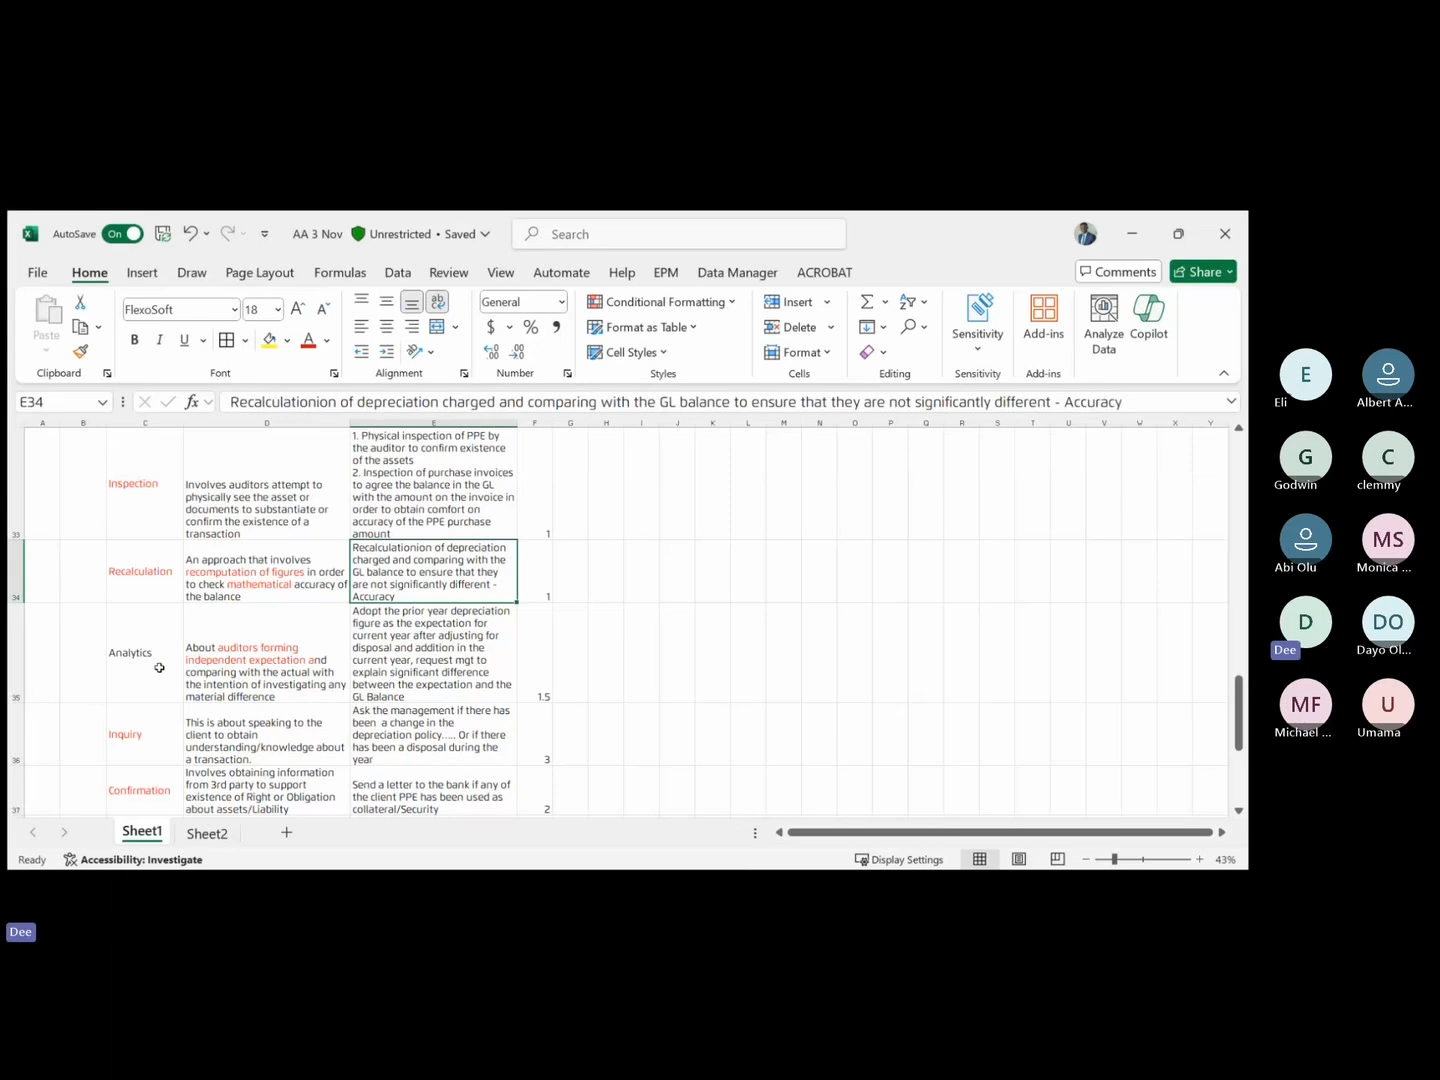 AutoSave On AA 3 Nov Unrestricted • Saved Search
File Home Insert Draw Page Layout Formulas Data Review View Automate Help EPM Data Manager ACROBAT Comments Share
Paste
FlexoSoft 18 A A
General
Conditional Formatting
Format as Table
Cell Styles
Insert
Delete
Format
Sensitivity
Add-ins
Analyze Data
Copilot
B I U
$ % 9
Clipboard Font Alignment Number Styles Cells Editing Sensitivity Add-ins
E34 fx Recalculationion of depreciation charged and comparing with the GL balance to ensure that they are not significantly different - Accuracy
A B C D E F G H I J K L M N O P Q R S T U V W X Y
33
Inspection
Involves auditors attempt to
physically see the asset or
documents to substantiate or
confirm the existence of a
transaction
1. Physical inspection of PPE by
the auditor to confirm existence
of the assets
2. Inspection of purchase invoices
to agree the balance in the GL
with the amount on the invoice in
order to obtain comfort on
accuracy of the PPE purchase
amount
1
34
Recalculation
An approach that involves
recomputation of figures in order
to check mathematical accuracy of
the balance
Recalculationion of depreciation
charged and comparing with the
GL balance to ensure that they
are not significantly different -
Accuracy
1
35
Analytics
About auditors forming
independent expectation and
comparing with the actual with
the intention of investigating any
material difference
Adopt the prior year depreciation
figure as the expectation for
current year after adjusting for
disposal and addition in the
current year, request mgt to
explain significant difference
between the expectation and the
GL Balance
1.5
36
Inquiry
This is about speaking to the
client to obtain
understanding/knowledge about
a transaction.
Ask the management if there has
been a change in the
depreciation policy..... Or if there
has been a disposal during the
year
3
37
Confirmation
Involves obtaining information
from 3rd party to support
existence of Right or Obligation
about assets/Liability
Send a letter to the bank if any of
the client PPE has been used as
collateral/Security
2
Sheet1 Sheet2 +
Ready Accessibility: Investigate Display Settings 43%
E
Eli
Albert A...
G
Godwin
C
clemmy
Abi Olu
MS
Monica ...
D
Dee
DO
Dayo Ol...
MF
Michael ...
U
Umama
Dee